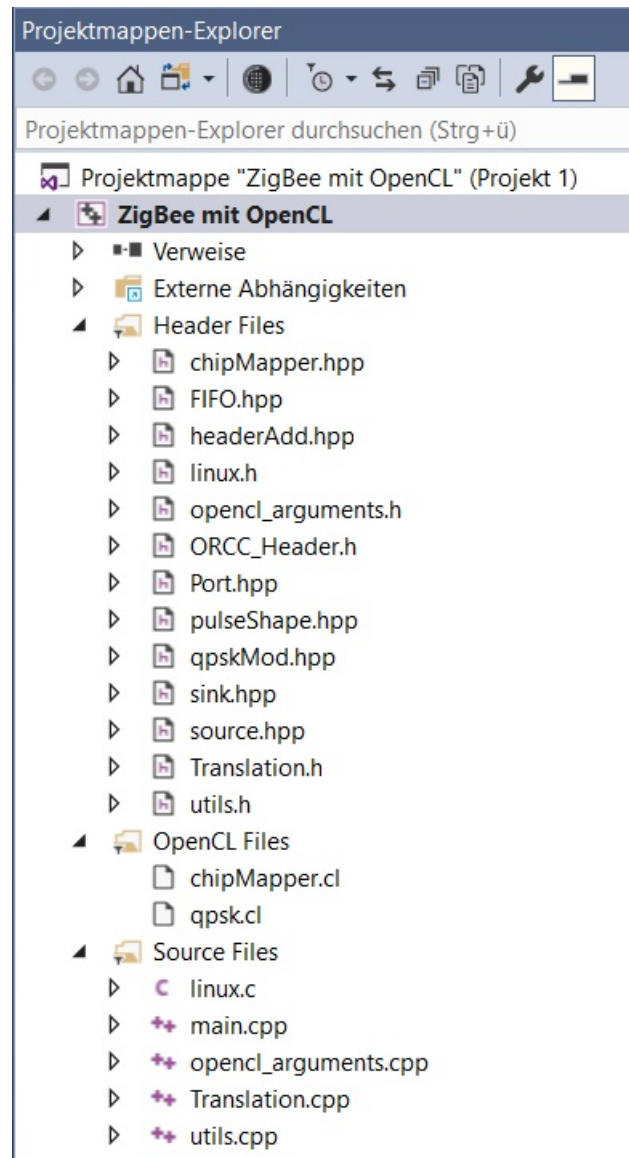 Projektmappen-Explorer
Projektmappen-Explorer durchsuchen (Strg+ü)
Projektmappe "ZigBee mit OpenCL" (Projekt 1)
ZigBee mit OpenCL
Verweise
Externe Abhängigkeiten
Header Files
chipMapper.hpp
FIFO.hpp
headerAdd.hpp
linux.h
opencl_arguments.h
ORCC_Header.h
Port.hpp
pulseShape.hpp
qpskMod.hpp
sink.hpp
source.hpp
Translation.h
utils.h
OpenCL Files
chipMapper.cl
qpsk.cl
Source Files
linux.c
main.cpp
opencl_arguments.cpp
Translation.cpp
utils.cpp